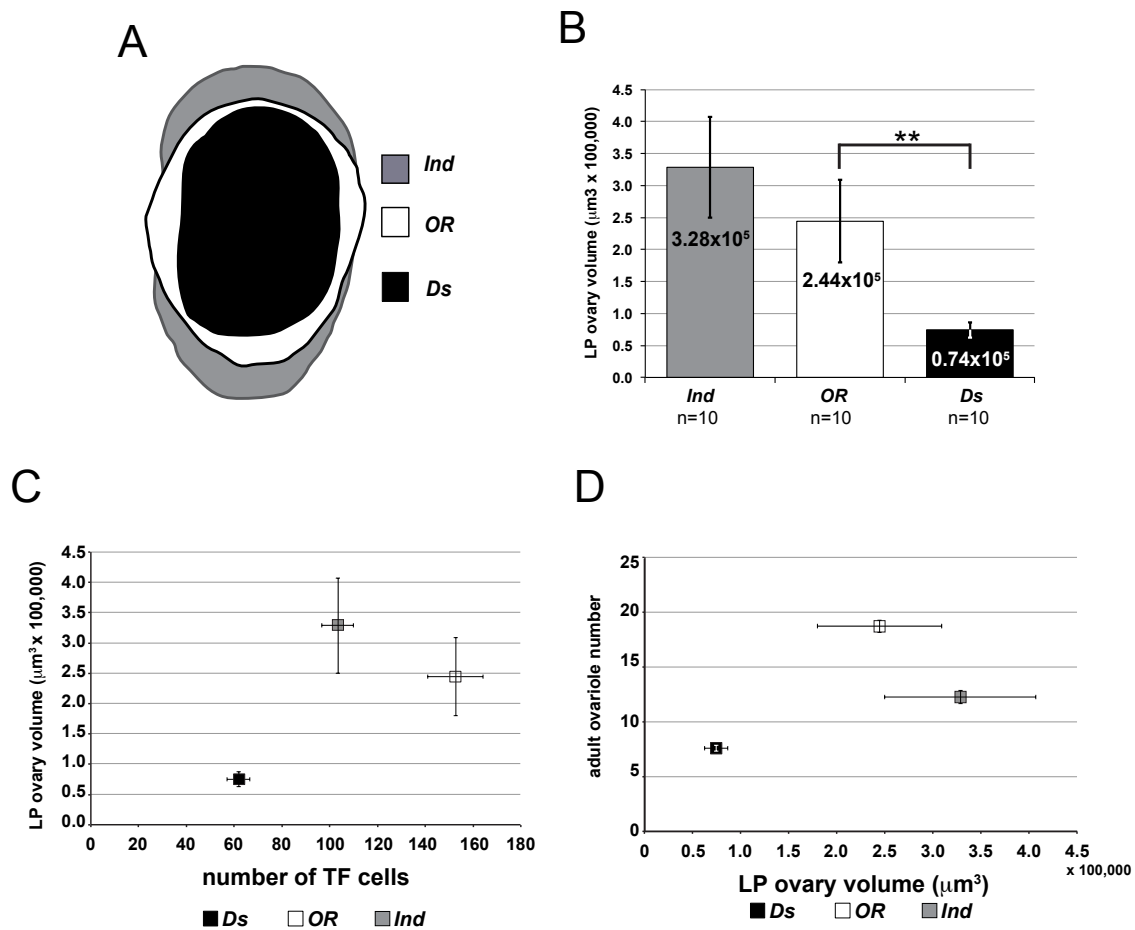 A
Ind
OR
Ds
B
LP ovary volume (μm3 x 100,000)
4.5
4.0
3.5
3.0
2.5
2.0
1.5
1.0
0.5
0.0
**
3.28x10⁵
2.44x10⁵
0.74x10⁵
Ind OR Ds
n=10 n=10 n=10
C
LP ovary volume (μm³ x 100,000)
4.5
4.0
3.5
3.0
2.5
2.0
1.5
1.0
0.5
0.0
0 20 40 60 80 100 120 140 160 180
number of TF cells
Ds OR Ind
D
adult ovariole number
25
20
15
10
5
0
0 0.5 1.0 1.5 2.0 2.5 3.0 3.5 4.0 4.5
x 100,000
LP ovary volume (μm³)
Ds OR Ind